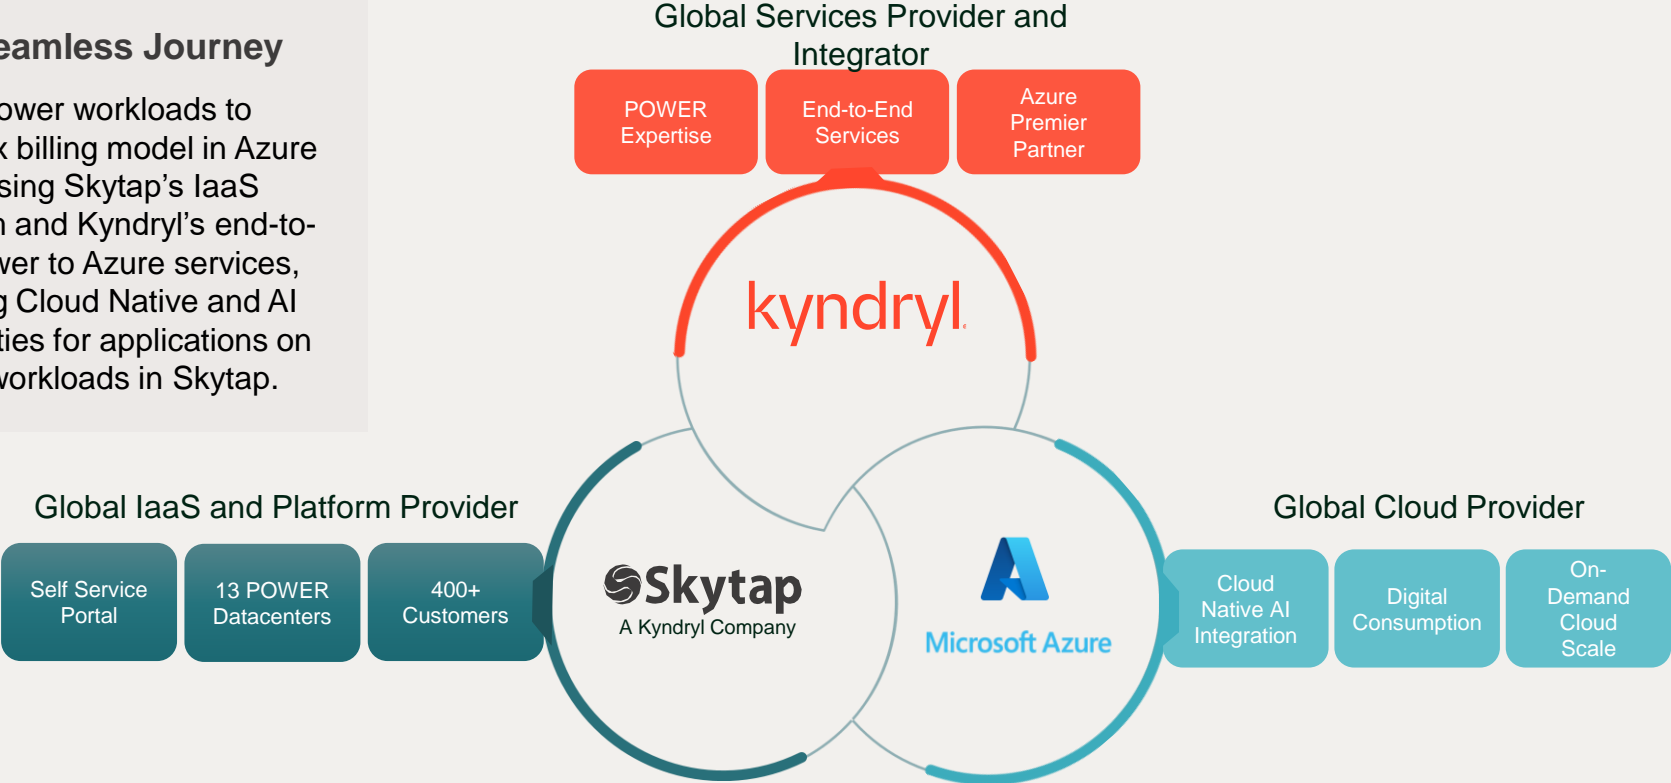 Global Services Provider and
Integrator
eamless Journey
ower workloads to
x billing model in Azure
sing Skytap’s IaaS
n and Kyndryl’s end-to-
wer to Azure services,
g Cloud Native and AI
ties for applications on
workloads in Skytap.
POWER
Expertise
End-to-End
Services
Azure
Premier
Partner
kyndryl
Global IaaS and Platform Provider
Self Service
Portal
13 POWER
Datacenters
400+
Customers
Skytap
A Kyndryl Company
Microsoft Azure
Global Cloud Provider
Cloud
Native AI
Integration
Digital
Consumption
On-
Demand
Cloud
Scale